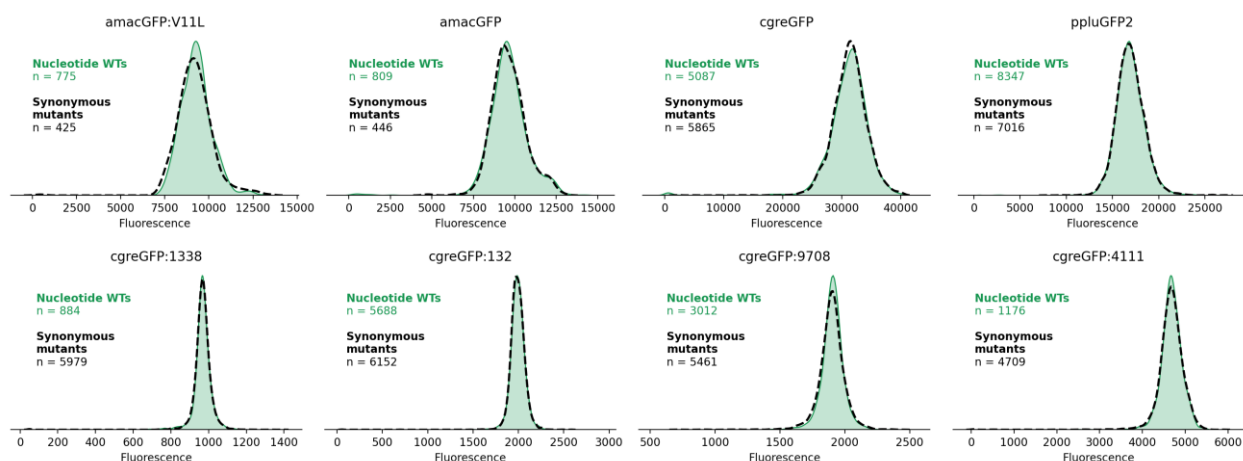 amacGFP:V11L
Nucleotide WTs
n = 775
Synonymous
mutants
n = 425
0 2500 5000 7500 10000 12500 15000
Fluorescence
amacGFP
Nucleotide WTs
n = 809
Synonymous
mutants
n = 446
0 2500 5000 7500 10000 12500 15000
Fluorescence
cgreGFP
Nucleotide WTs
n = 5087
Synonymous
mutants
n = 5865
0 10000 20000 30000 40000
Fluorescence
ppluGFP2
Nucleotide WTs
n = 8347
Synonymous
mutants
n = 7016
0 5000 10000 15000 20000 25000
Fluorescence
cgreGFP:1338
Nucleotide WTs
n = 884
Synonymous
mutants
n = 5979
0 200 400 600 800 1000 1200 1400
Fluorescence
cgreGFP:132
Nucleotide WTs
n = 5688
Synonymous
mutants
n = 6152
0 500 1000 1500 2000 2500 3000
Fluorescence
cgreGFP:9708
Nucleotide WTs
n = 3012
Synonymous
mutants
n = 5461
500 1000 1500 2000 2500
Fluorescence
cgreGFP:4111
Nucleotide WTs
n = 1176
Synonymous
mutants
n = 4709
0 1000 2000 3000 4000 5000 6000
Fluorescence